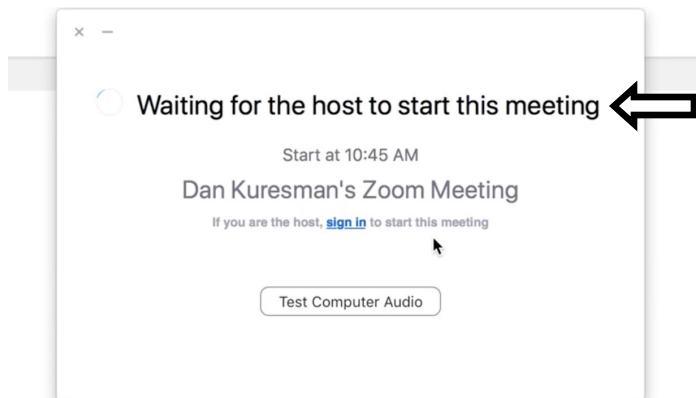 Waiting for the host to start this meeting
Start at 10:45 AM
Dan Kuresman's Zoom Meeting
If you are the host, sign in to start this meeting
Test Computer Audio